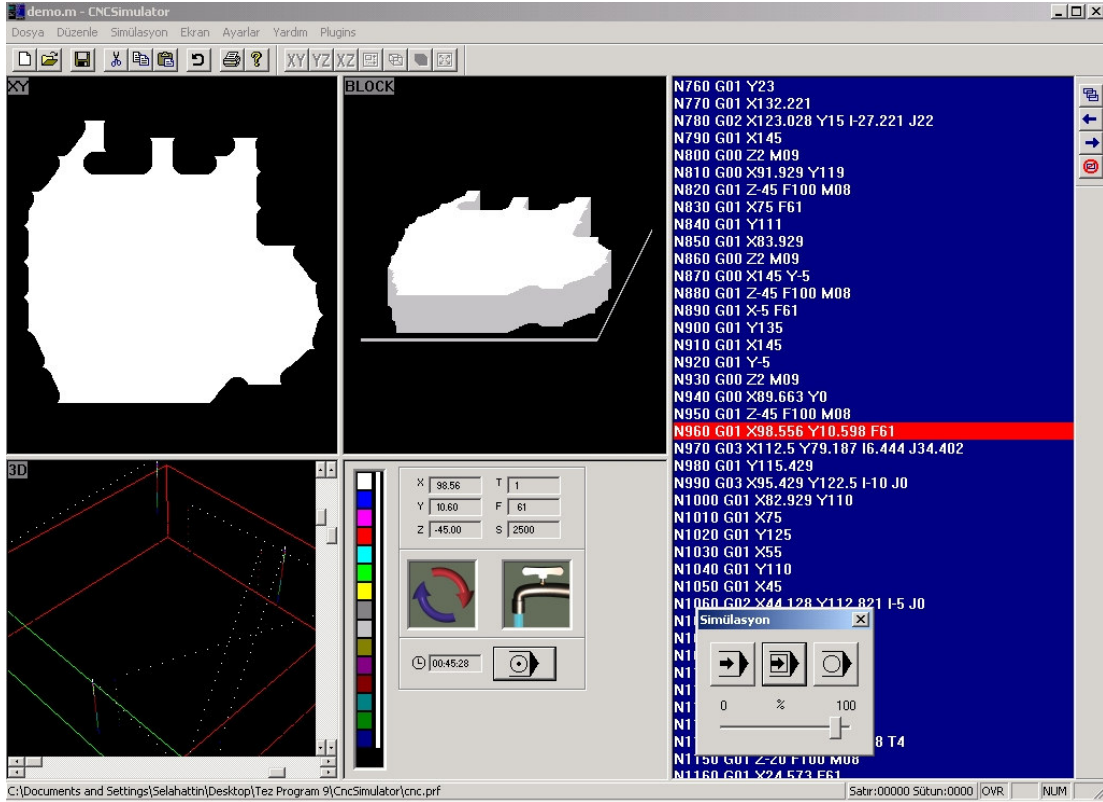 demo.m - CNCSimulator
Dosya Düzenle Simülasyon Ekran Ayarlar Yardım Plugins
XY YZ XZ
XY
BLOCK
3D
N760 G01 Y23
N770 G01 X132.221
N780 G02 X123.028 Y15 I-27.221 J22
N790 G01 X145
N800 G00 Z2 M09
N810 G00 X91.929 Y119
N820 G01 Z-45 F100 M08
N830 G01 X75 F61
N840 G01 Y111
N850 G01 X83.929
N860 G00 Z2 M09
N870 G00 X145 Y-5
N880 G01 Z-45 F100 M08
N890 G01 X-5 F61
N900 G01 Y135
N910 G01 X145
N920 G01 Y-5
N930 G00 Z2 M09
N940 G00 X89.663 Y0
N950 G01 Z-45 F100 M08
N960 G01 X98.556 Y10.598 F61
N970 G03 X112.5 Y79.187 I6.444 J34.402
N980 G01 Y115.429
N990 G03 X95.429 Y122.5 I-10 J0
N1000 G01 X82.929 Y110
N1010 G01 X75
N1020 G01 Y125
N1030 G01 X55
N1040 G01 Y110
N1050 G01 X45
N1060 G02 X44.128 Y112.821 I-5 J0
8 T4
N1150 G01 Z-20 F100 M08
N1160 G01 X24.573 F61
X 98.56 T 1
Y 10.60 F 61
Z -45.00 S 2500
00:45:28
Simülasyon
0 % 100
C:\Documents and Settings\Selahattin\Desktop\Tez Program 9\CncSimulator\cnc.prf
Satır:00000 Sütun:0000 OVR NUM